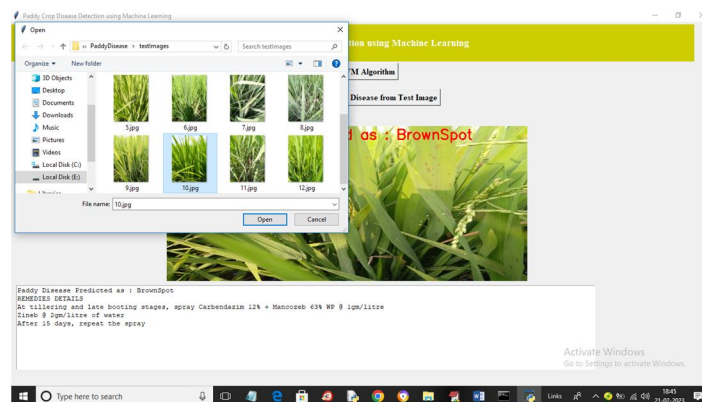 Paddy Crop Disease Detection using Machine Learning
Open
PaddyDisease
testImages
Search testImages
tion using Machine Learning
Organize
New folder
VM Algorithm
3D Objects
Desktop
Documents
Disease from Test Image
Downloads
Music
5.jpg
6.jpg
7.jpg
8.jpg
Pictures
d as : BrownSpot
Videos
Local Disk (C:)
Local Disk (E:)
9.jpg
10.jpg
11.jpg
12.jpg
File name:
10.jpg
Open
Cancel
Paddy Disease Predicted as : BrownSpot
REMEDIES DETAILS
At tillering and late booting stages, spray Carbendazim 12% + Mancozeb 63% WP @ 1gm/litre
Zineb @ 2gm/litre of water
After 15 days, repeat the spray
Activate Windows
Go to Settings to activate Windows.
Type here to search
Links
18:45
21-02-2023